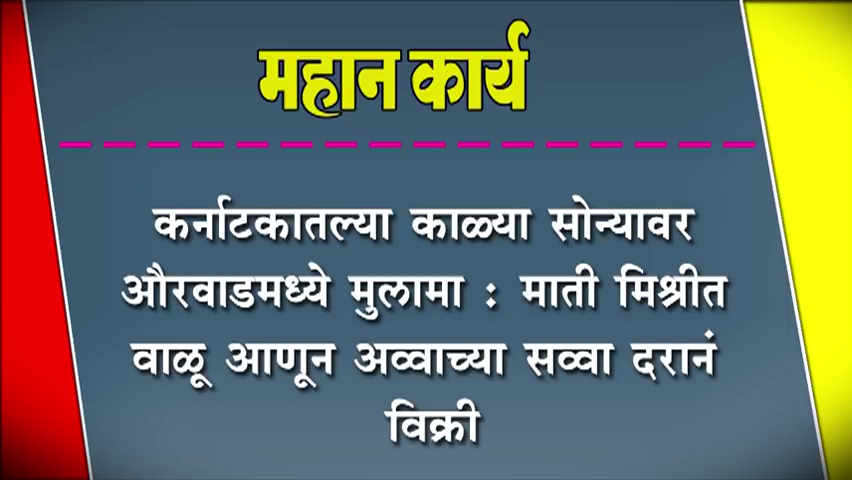 महान कार्य
कर्नाटकातल्या काळ्या सोन्यावर
औरवाडमध्ये मुलामा : माती मिश्रीत
वाळू आणून अव्वाच्या सव्वा दरानं
विक्री